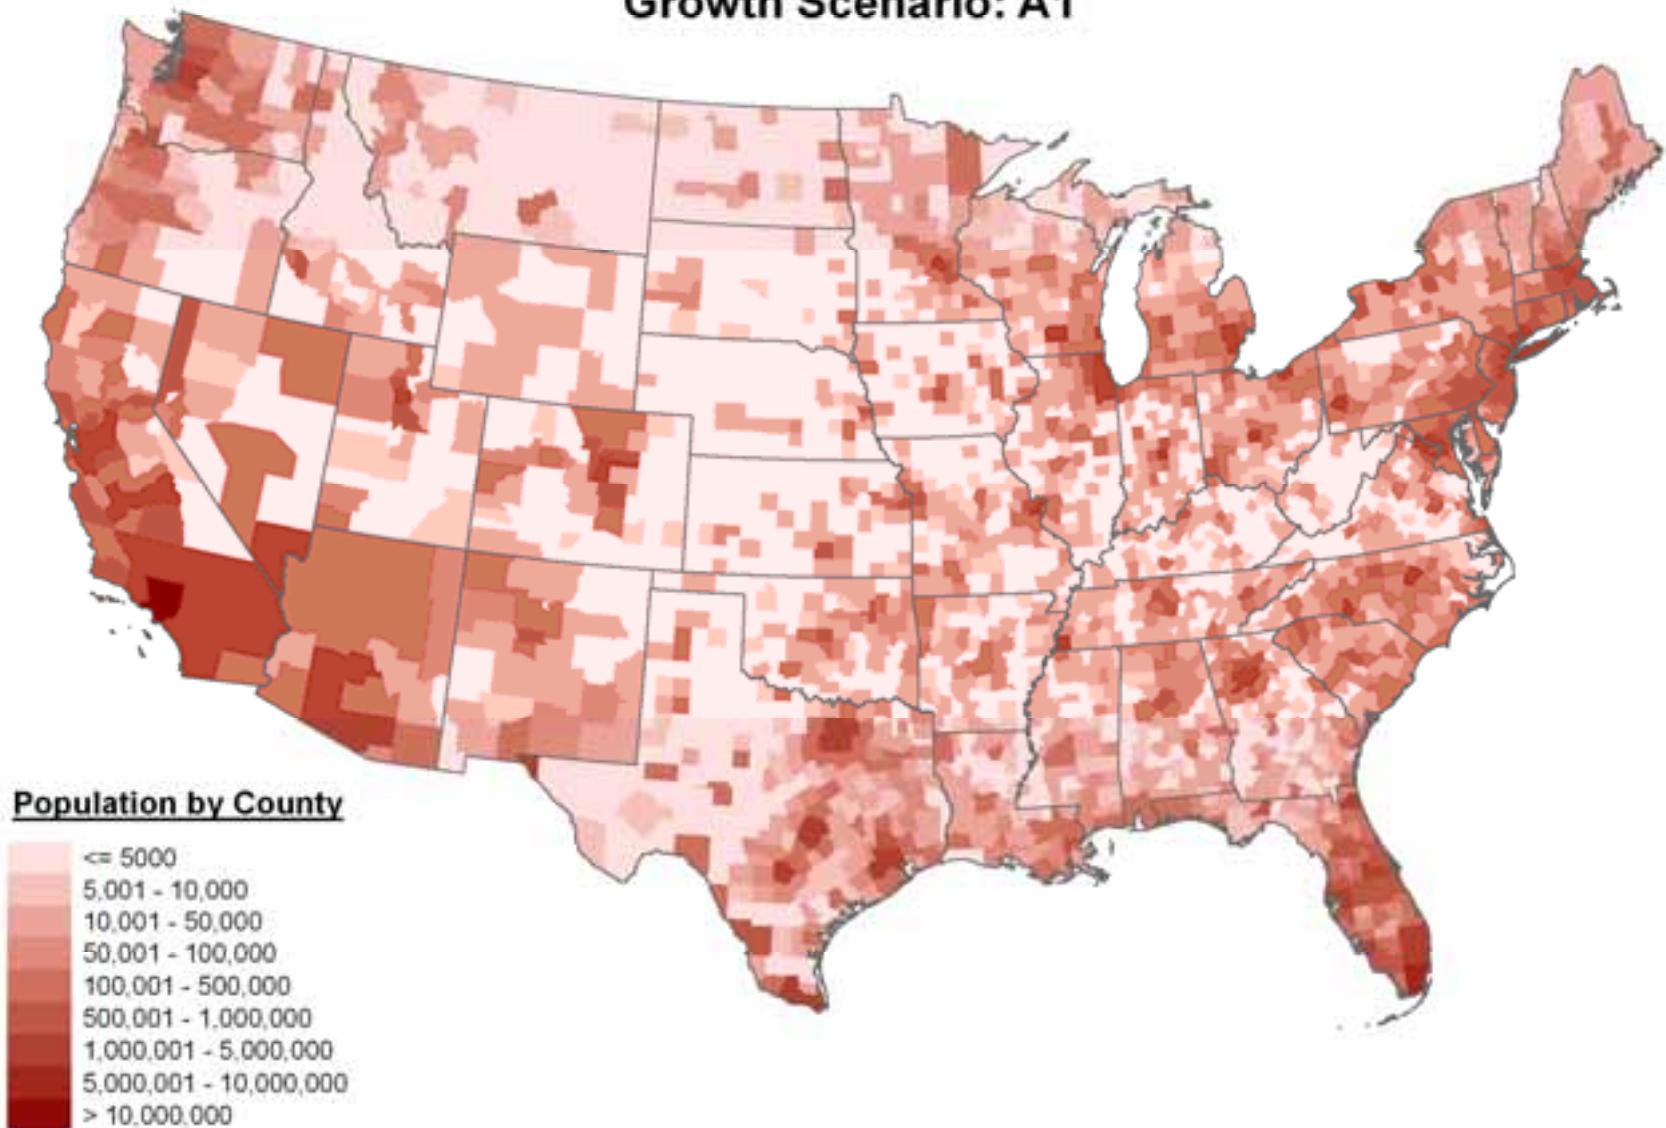 Growth Scenario: A1
Population by County
<= 5000
5,001 - 10,000
10,001 - 50,000
50,001 - 100,000
100,001 - 500,000
500,001 - 1,000,000
1,000,001 - 5,000,000
5,000,001 - 10,000,000
> 10,000,000